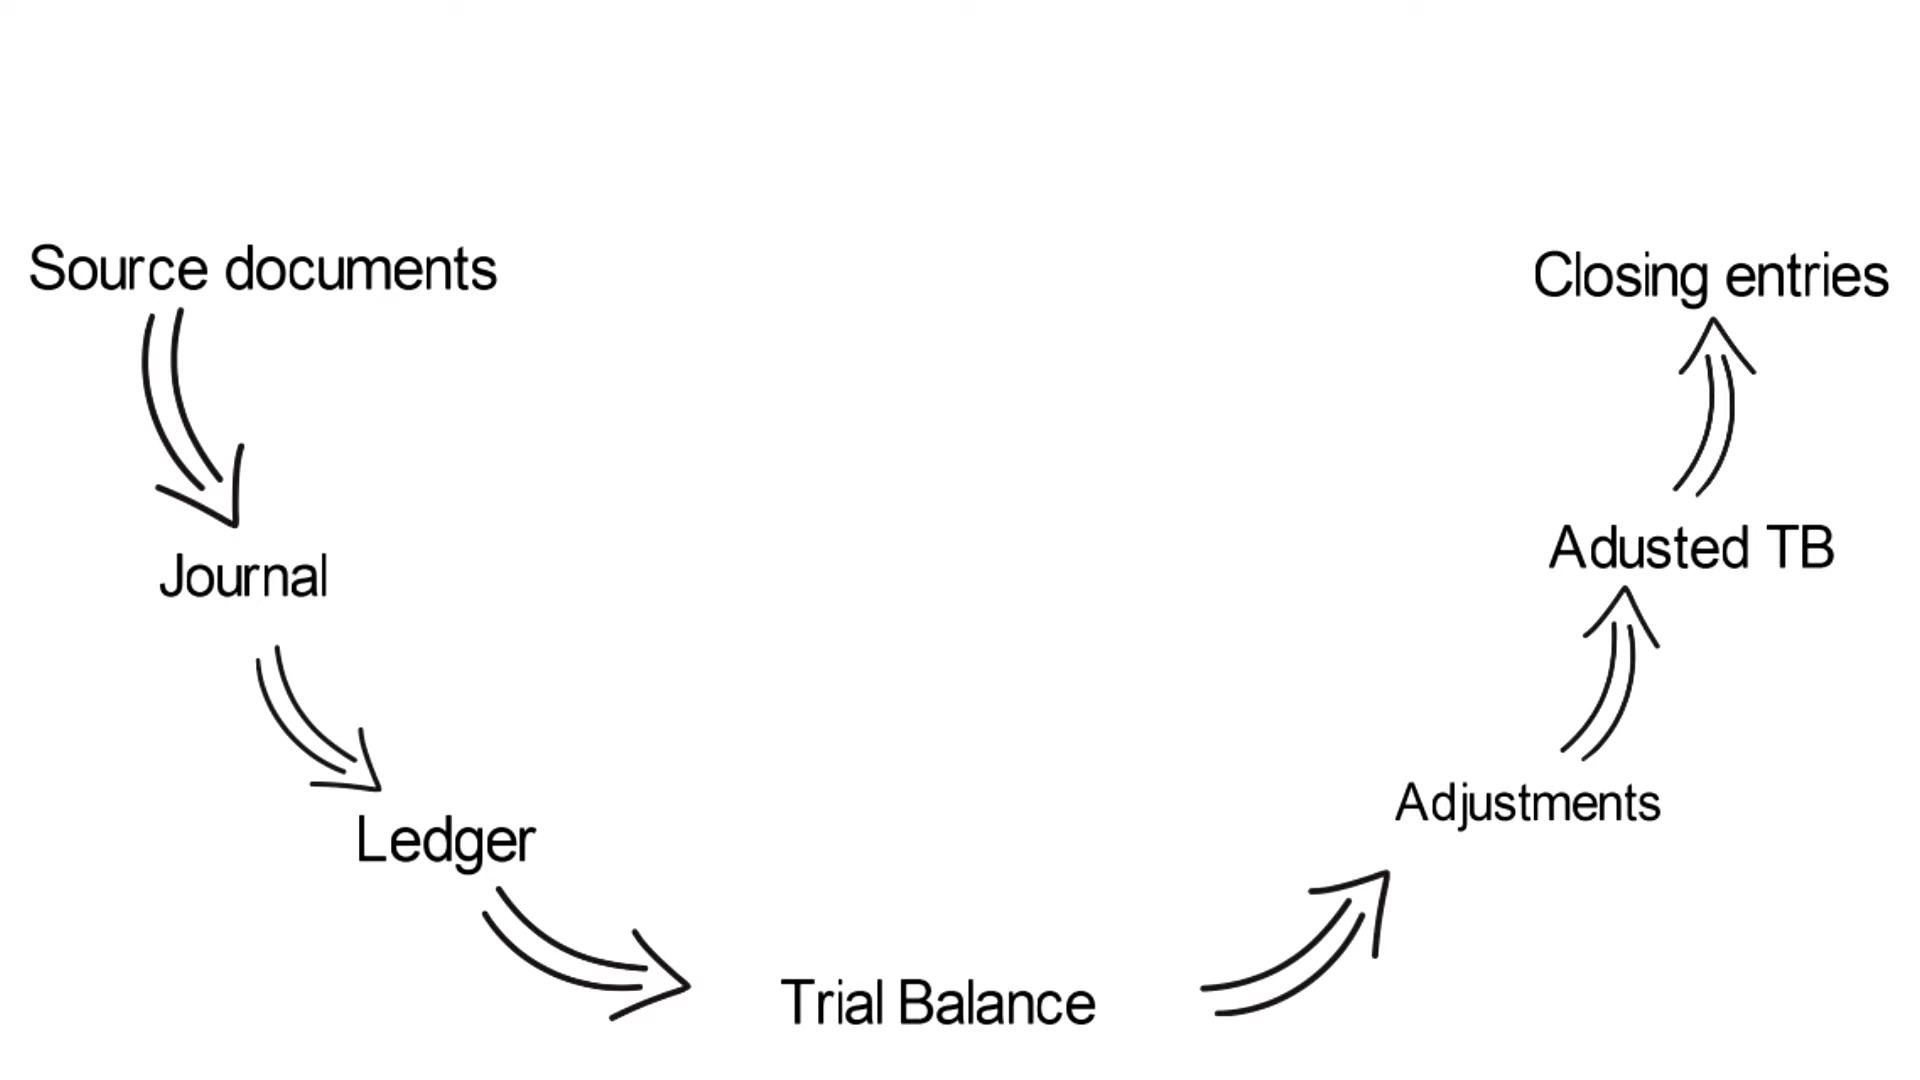 Source documents
Journal
Ledger
Trial Balance
Adjustments
Adusted TB
Closing entries